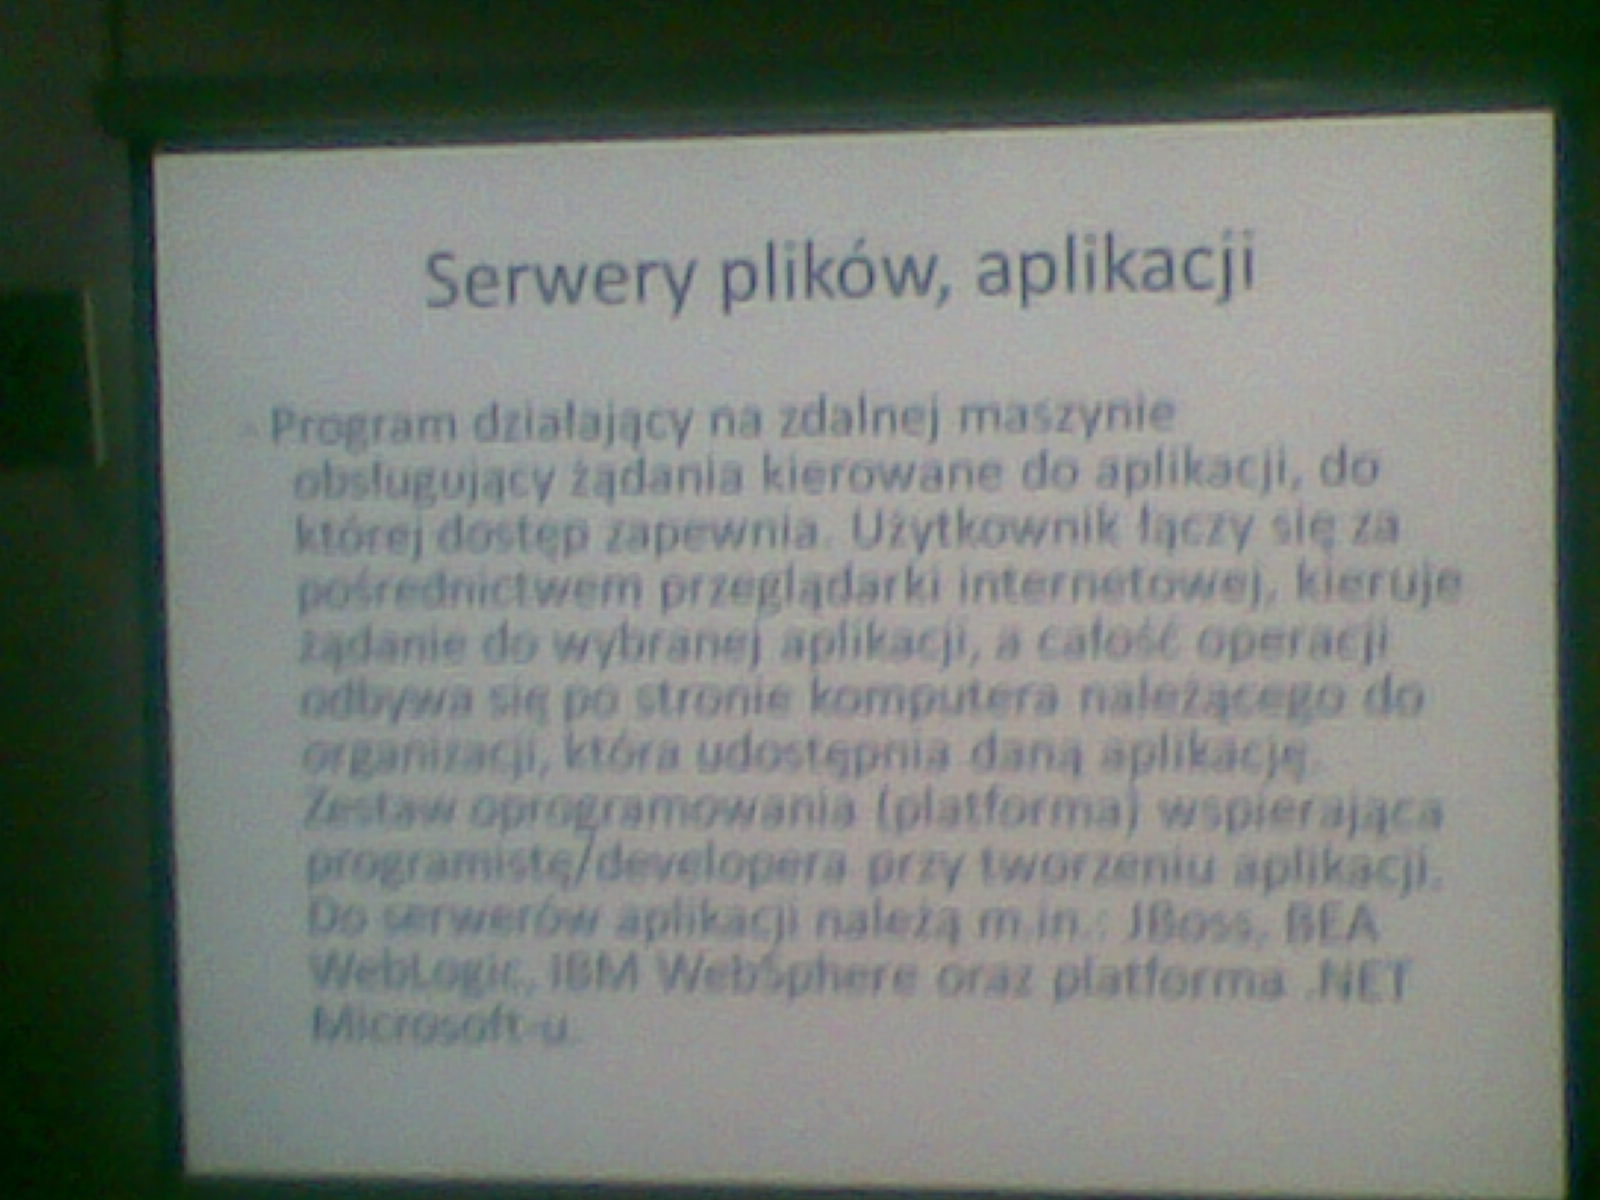 Serwery plików, aplikacji
Program działający na zdalnej maszynie
obsługujący żądania kierowane do aplikacji, do
której dostęp zapewnia. Użytkownik łączy się za
pośrednictwem przeglądarki internetowej, kieruje
żądanie do wybranej aplikacji, a całość operacji
odbywa się po stronie komputera należącego do
organizacji, która udostępnia daną aplikację.
Zestaw oprogramowania (platforma) wspierająca
programistę/developera przy tworzeniu aplikacji.
Do serwerów aplikacji należą m.in.: JBoss, BEA
WebLogic, IBM WebSphere oraz platforma .NET
Microsoft-u.